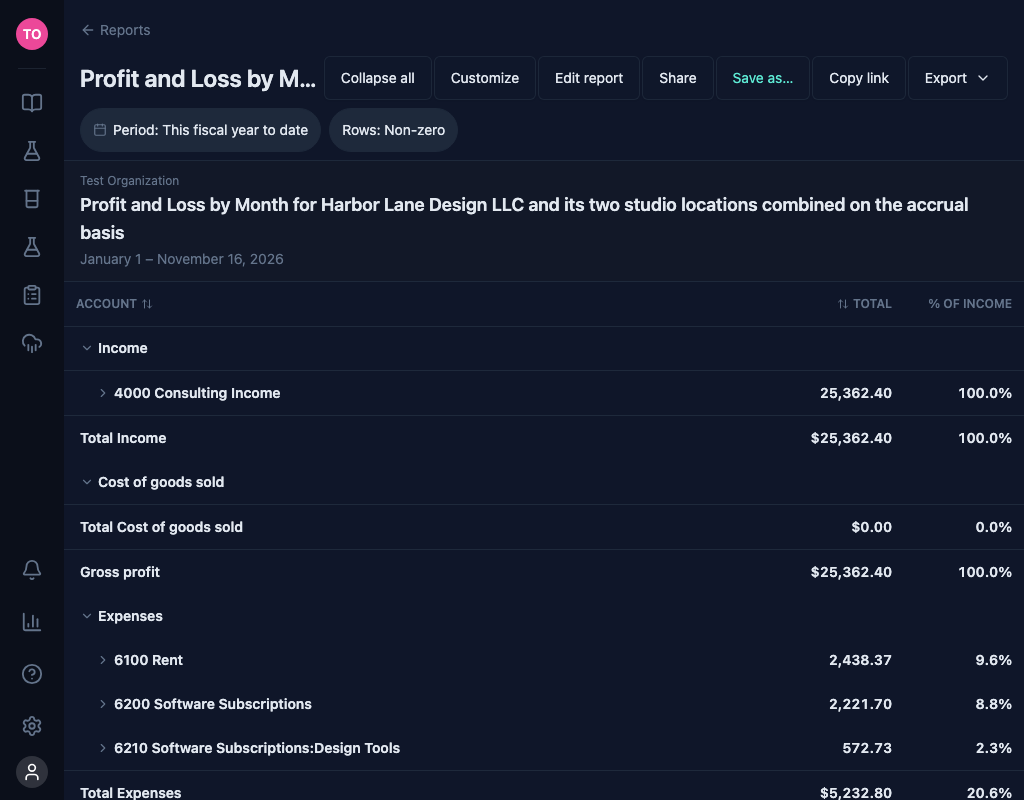 TO
Reports
Profit and Loss by M...
Collapse all
Customize
Edit report
Share
Save as...
Copy link
Export
Period: This fiscal year to date
Rows: Non-zero
Test Organization
Profit and Loss by Month for Harbor Lane Design LLC and its two studio locations combined on the accrual
basis
January 1 – November 16, 2026
ACCOUNT TOTAL % OF INCOME
Income
4000 Consulting Income 25,362.40 100.0%
Total Income $25,362.40 100.0%
Cost of goods sold
Total Cost of goods sold $0.00 0.0%
Gross profit $25,362.40 100.0%
Expenses
6100 Rent 2,438.37 9.6%
6200 Software Subscriptions 2,221.70 8.8%
6210 Software Subscriptions:Design Tools 572.73 2.3%
Total Expenses $5,232.80 20.6%